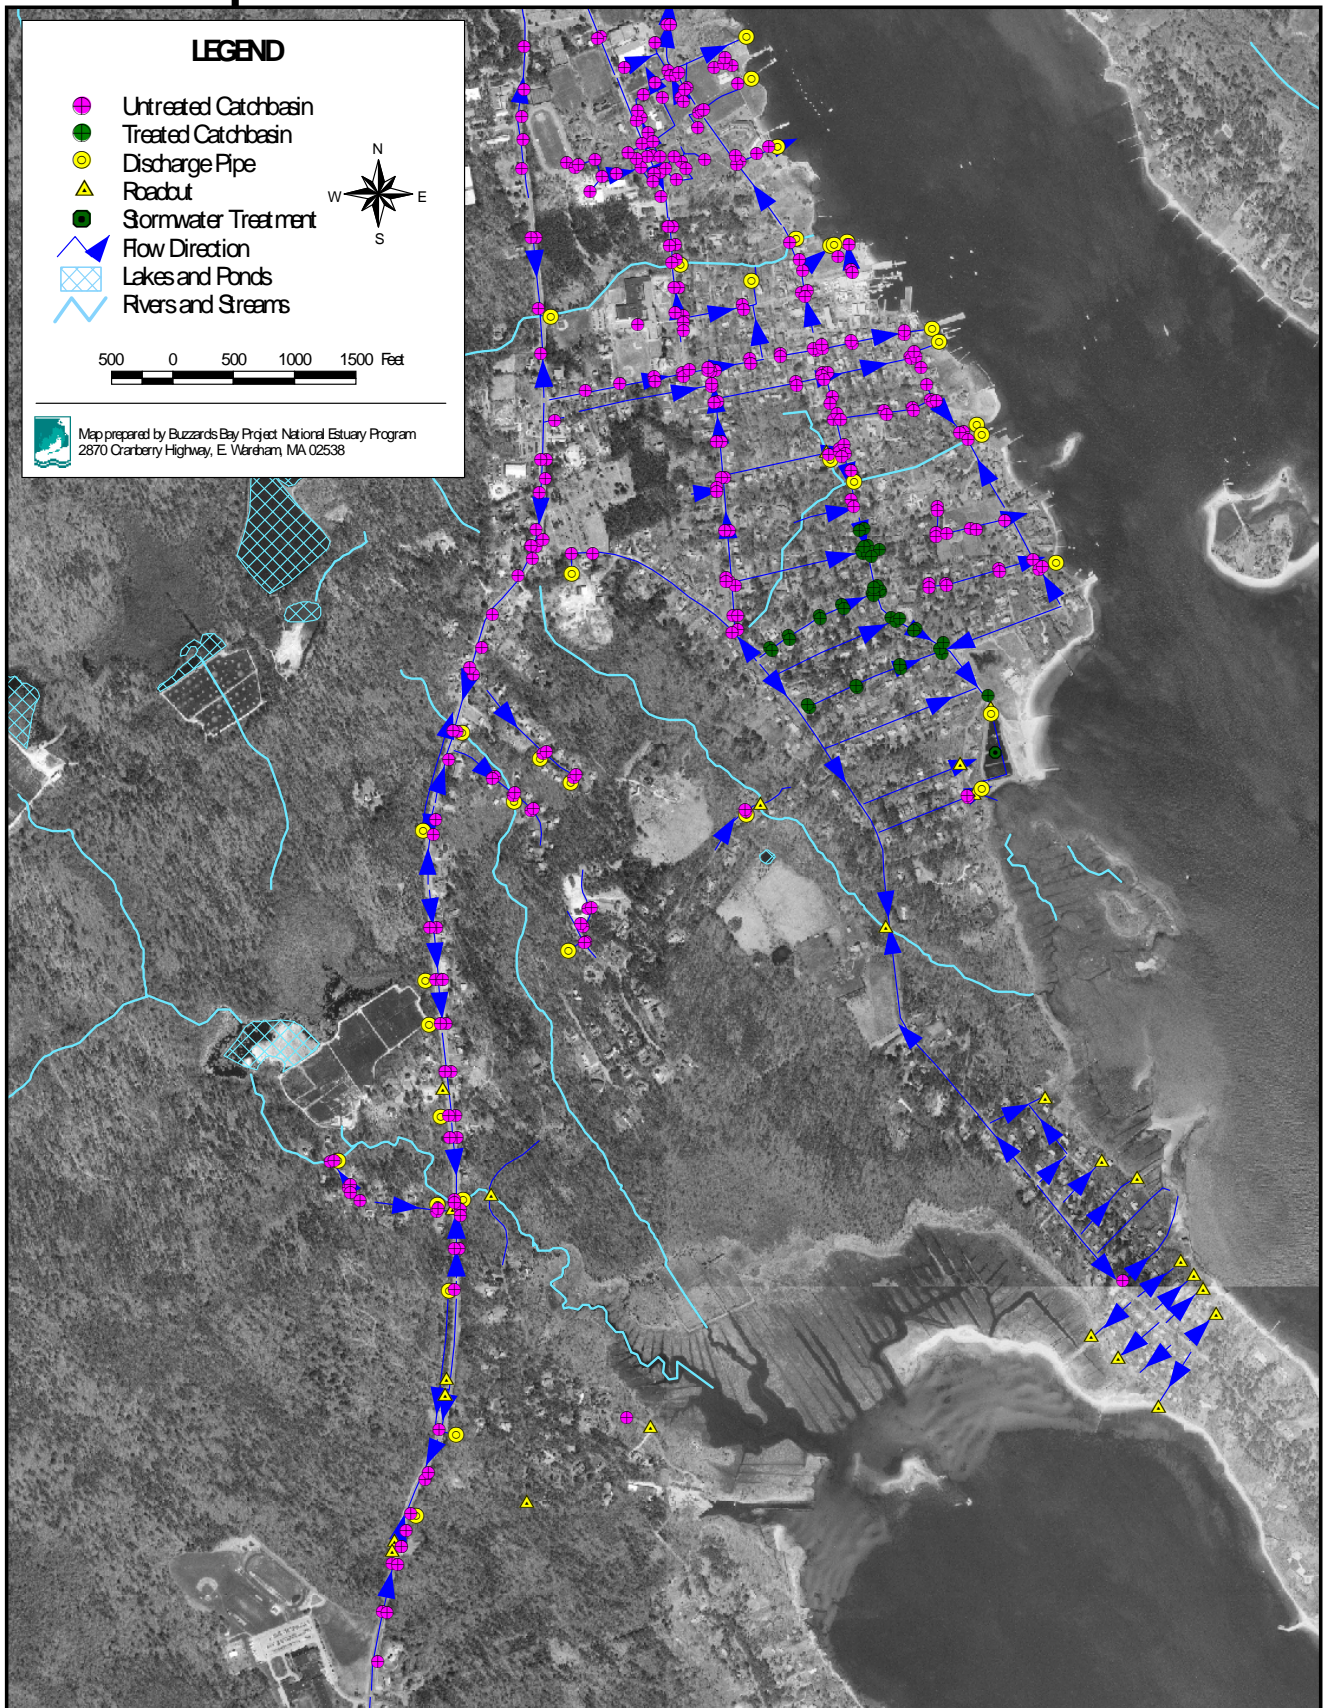 LEGEND
Untreated Catchbasin
Treated Catchbasin
Discharge Pipe
Roadcut
Stormwater Treatment
Flow Direction
Lakes and Ponds
Rivers and Streams
N
W E
S
500 0 500 1000 1500 Feet
Map prepared by Buzzards Bay Project National Estuary Program
2870 Cranberry Highway, E. Wareham, MA 02538